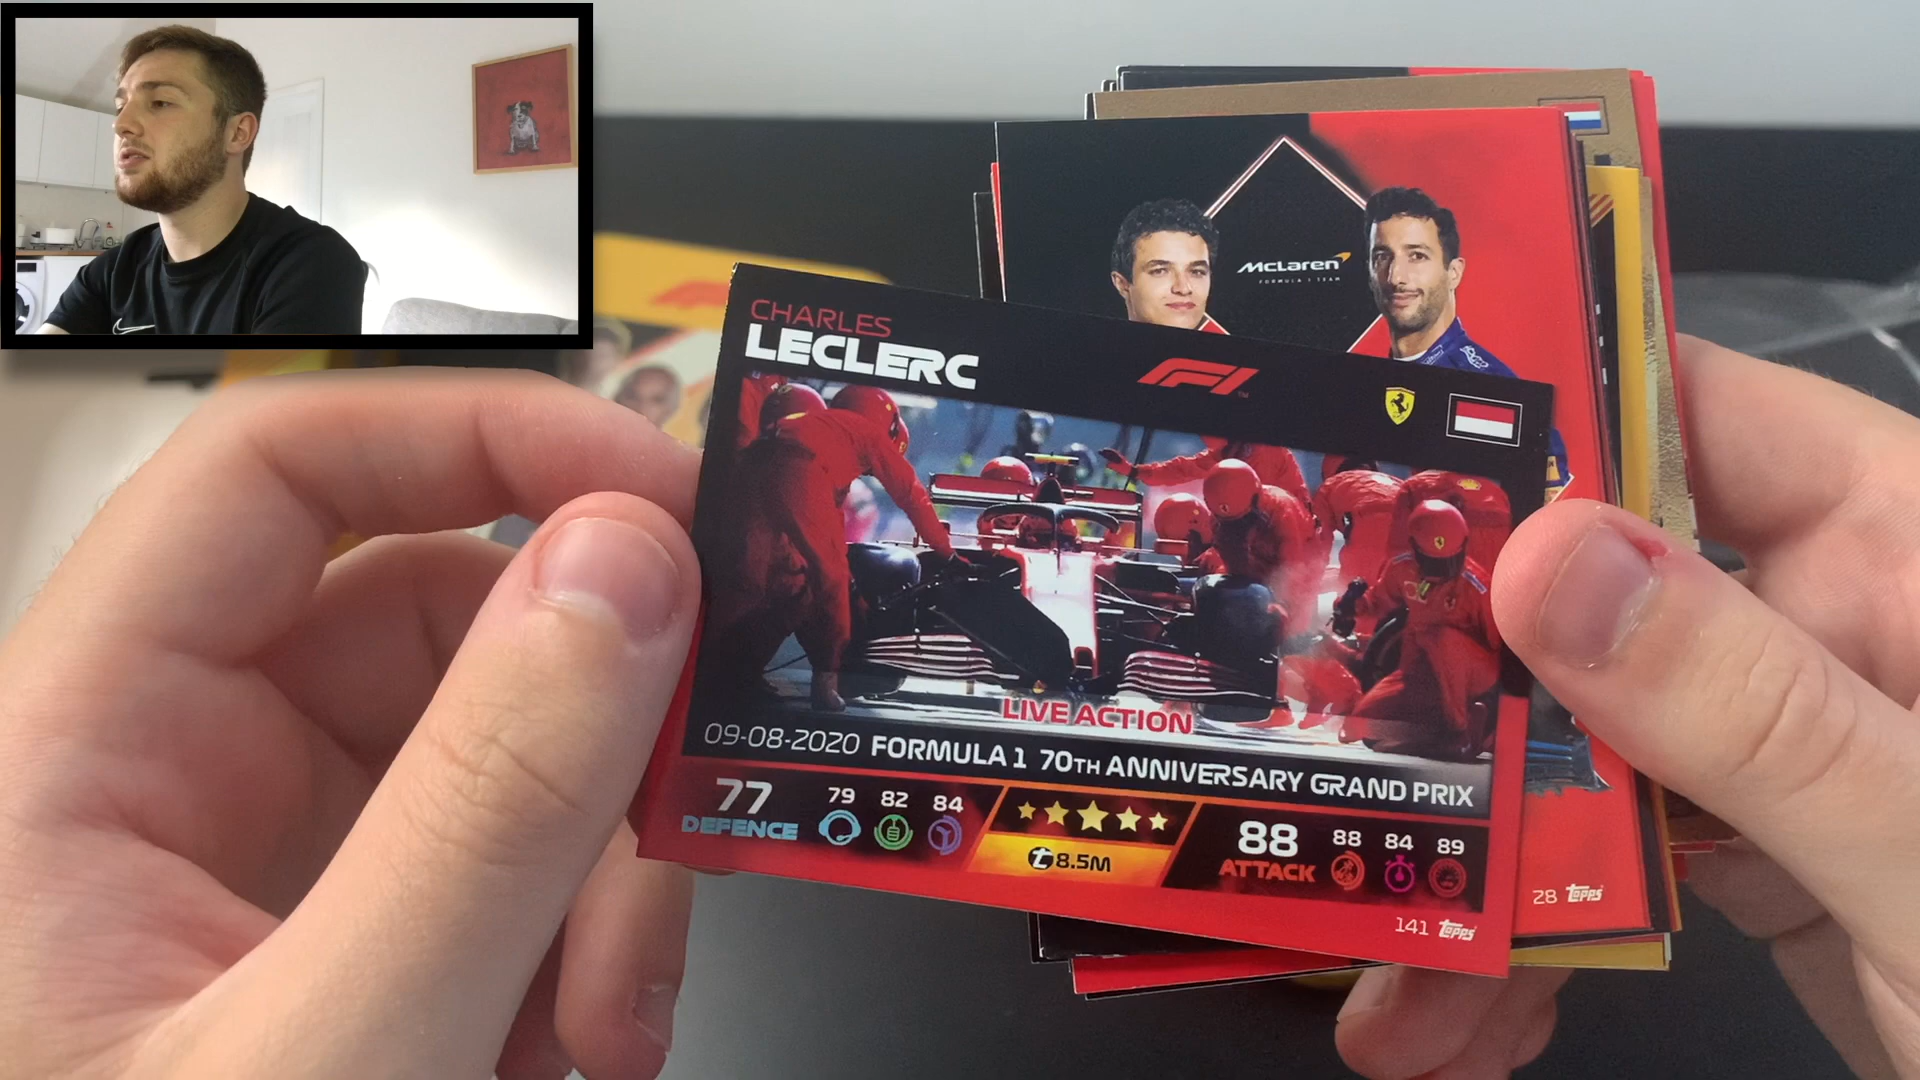 McLaren
FORMULA 1 TEAM
CHARLES
LECLERC
F1
LIVE ACTION
09-08-2020 FORMULA 1 70TH ANNIVERSARY GRAND PRIX
77
DEFENCE
79 82 84
t 8.5M
88
ATTACK
88 84 89
141 Topps
28 Topps